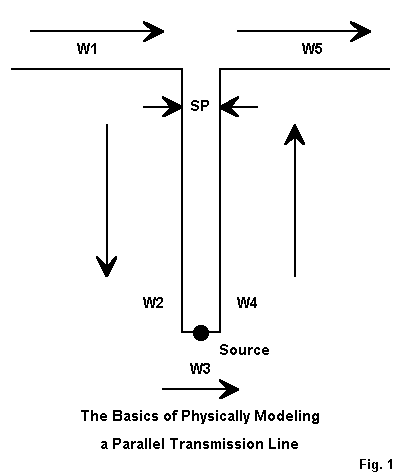 W1
W5
SP
W2
W4
Source
W3
The Basics of Physically Modeling
a Parallel Transmission Line
Fig. 1